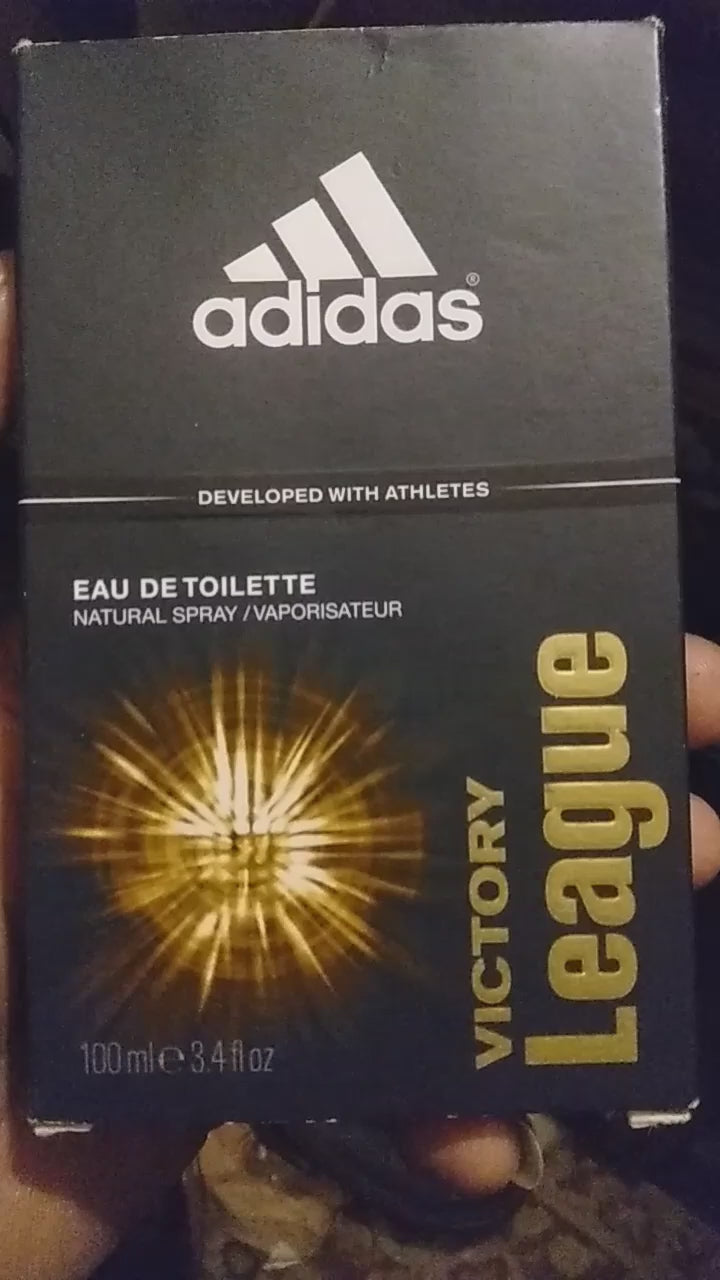 adidas®
DEVELOPED WITH ATHLETES
EAU DE TOILETTE
NATURAL SPRAY / VAPORISATEUR
VICTORY
League
100 ml ℮ 3.4 fl oz